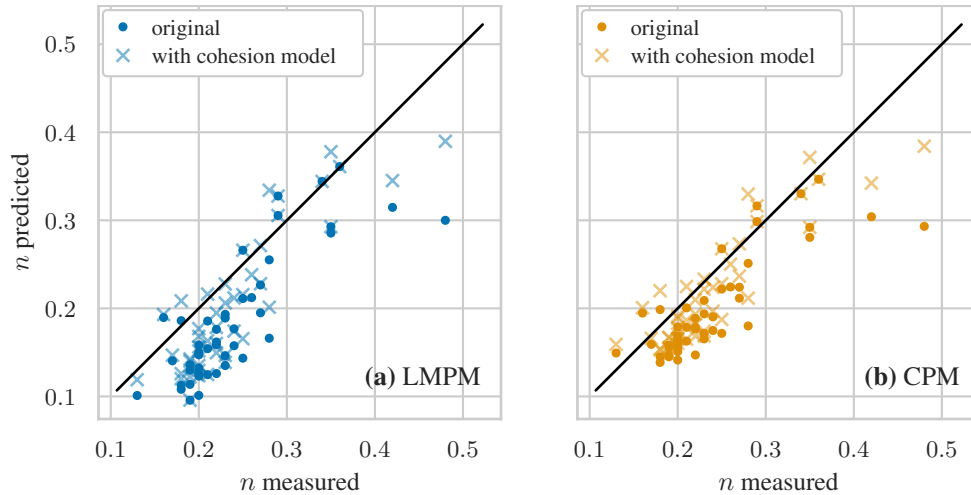 original
with cohesion model
0.5
0.4
0.3
0.2
0.1
n predicted
(a) LMPM
0.1 0.2 0.3 0.4 0.5
n measured
original
with cohesion model
(b) CPM
0.1 0.2 0.3 0.4 0.5
n measured